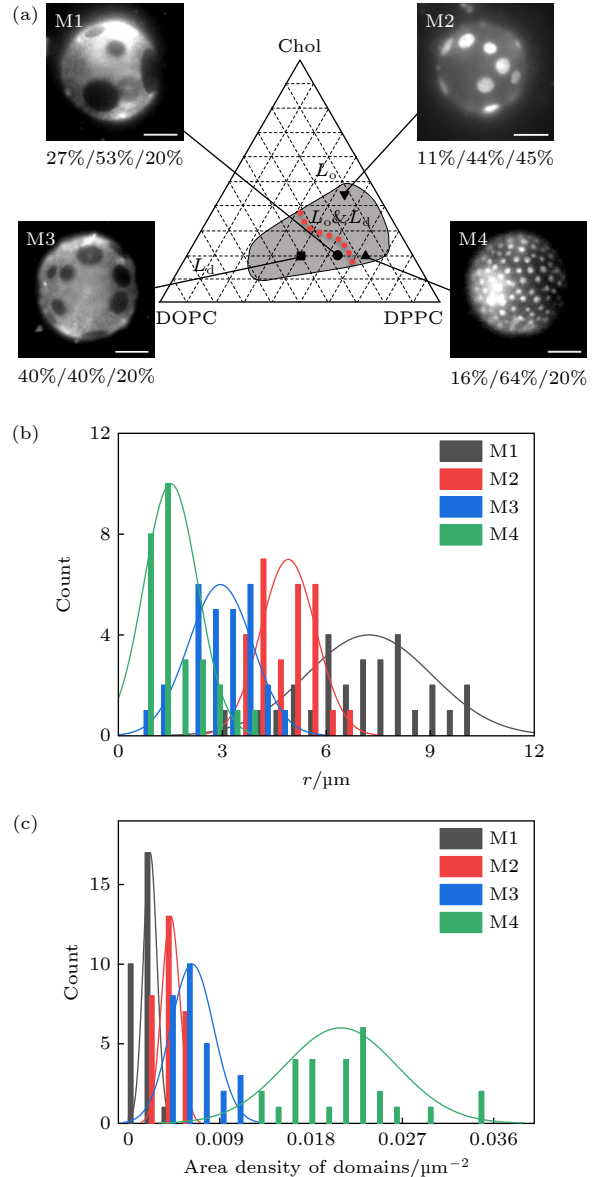 (a)
M1
27%/53%/20%
Chol
M2
11%/44%/45%
Lo
Lo&Ld
Ld
DOPC
DPPC
M3
40%/40%/20%
M4
16%/64%/20%
(b)
12
8
4
0
Count
0 3 6 9 12
r/μm
M1
M2
M3
M4
(c)
15
10
5
0
Count
0 0.009 0.018 0.027 0.036
Area density of domains/μm⁻²
M1
M2
M3
M4